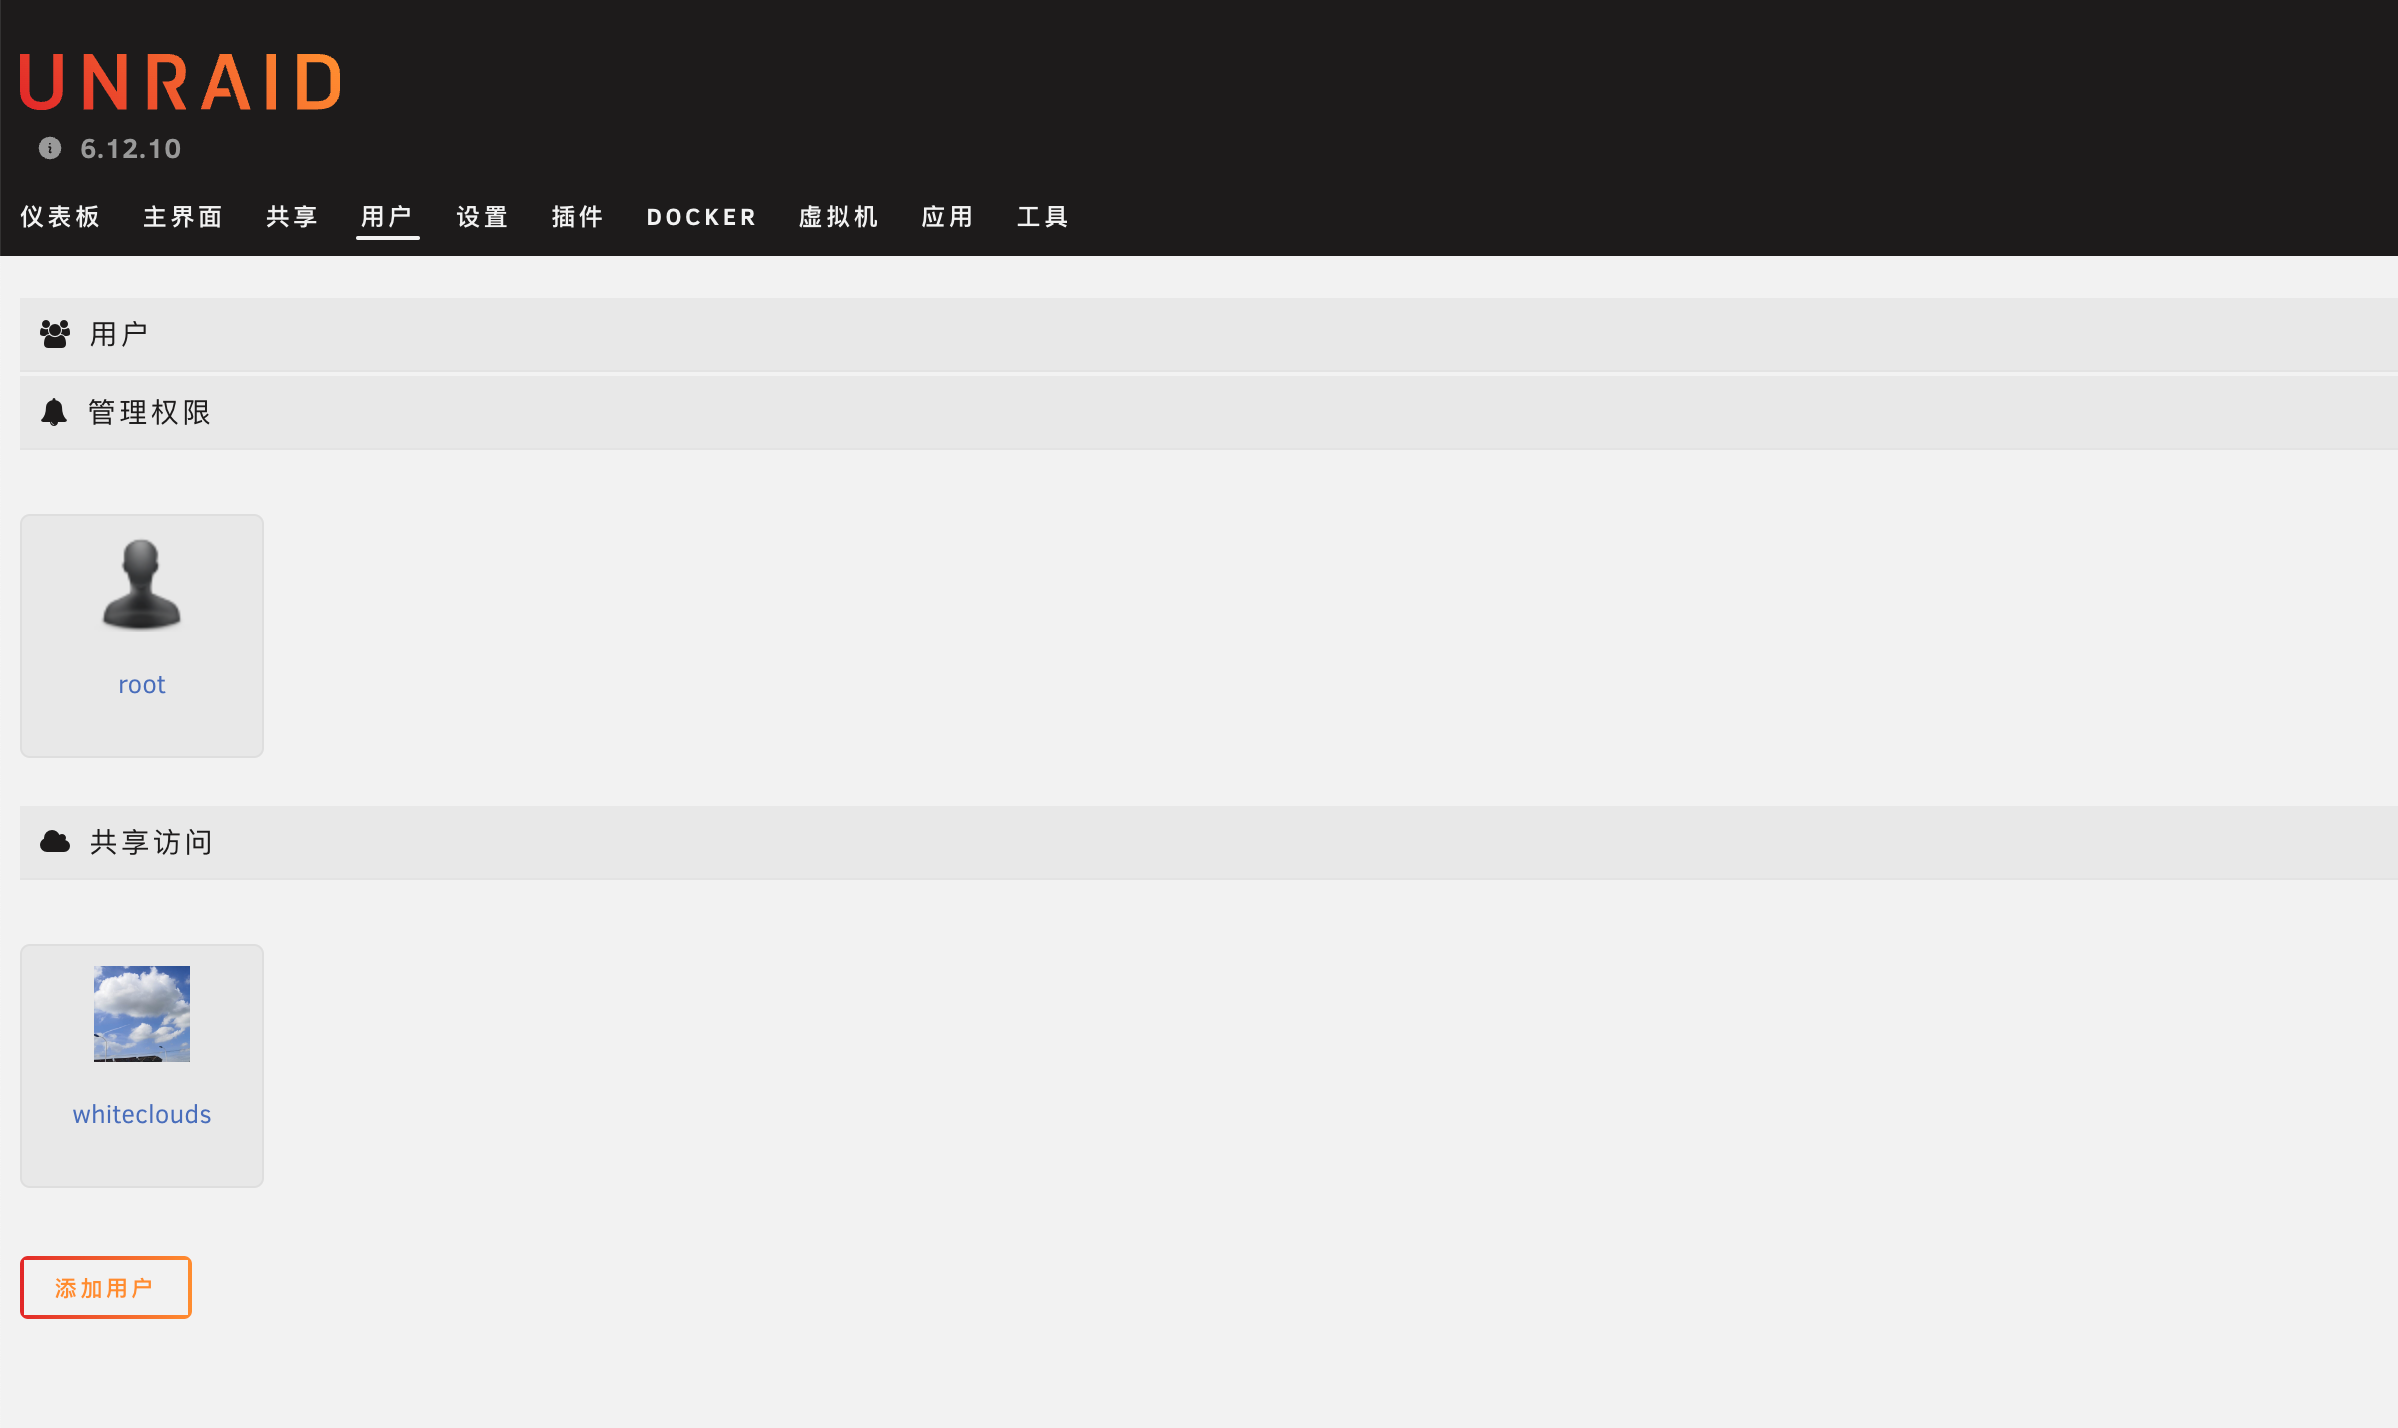 UNRAID
6.12.10
仪表板 主界面 共享 用户 设置 插件 DOCKER 虚拟机 应用 工具
用户
管理权限
root
共享访问
whiteclouds
添加用户